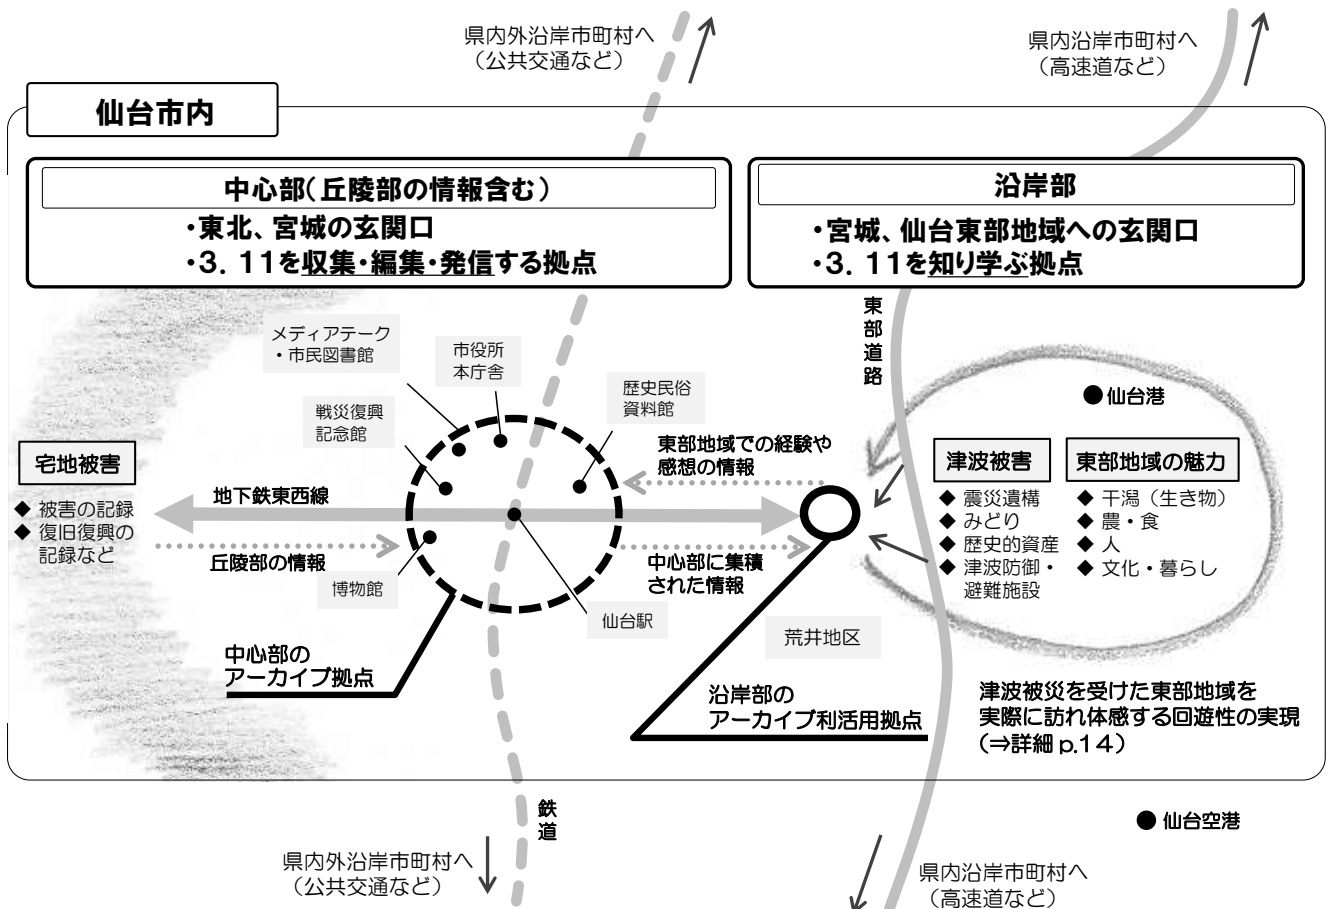 県内外沿岸市町村へ
(公共交通など)
県内沿岸市町村へ
(高速道など)
仙台市内
中心部(丘陵部の情報含む)
・東北、宮城の玄関口
・3.11を収集・編集・発信する拠点
沿岸部
・宮城、仙台東部地域への玄関口
・3.11を知り学ぶ拠点
東部道路
メディアテーク
・市民図書館
市役所
本庁舎
歴史民俗
資料館
戦災復興
記念館
仙台港
宅地被害
◆ 被害の記録
◆ 復旧復興の
記録など
地下鉄東西線
丘陵部の情報
博物館
仙台駅
東部地域での経験や
感想の情報
中心部に集積
された情報
荒井地区
津波被害
◆ 震災遺構
◆ みどり
◆ 歴史的資産
◆ 津波防御・
避難施設
東部地域の魅力
◆ 干潟(生き物)
◆ 農・食
◆ 人
◆ 文化・暮らし
中心部の
アーカイブ拠点
沿岸部の
アーカイブ利活用拠点
津波被災を受けた東部地域を
実際に訪れ体感する回遊性の実現
(⇒詳細 p.14)
鉄道
仙台空港
県内外沿岸市町村へ
(公共交通など)
県内沿岸市町村へ
(高速道など)